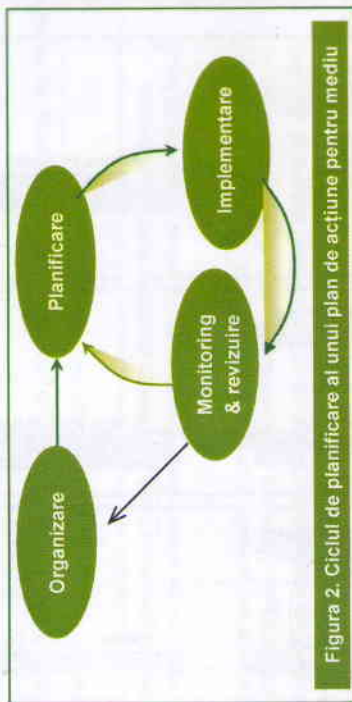 Organizare
Planificare
Implementare
Monitoring
& revizuire
Figura 2. Ciclul de planificare al unui plan de acțiune pentru mediu